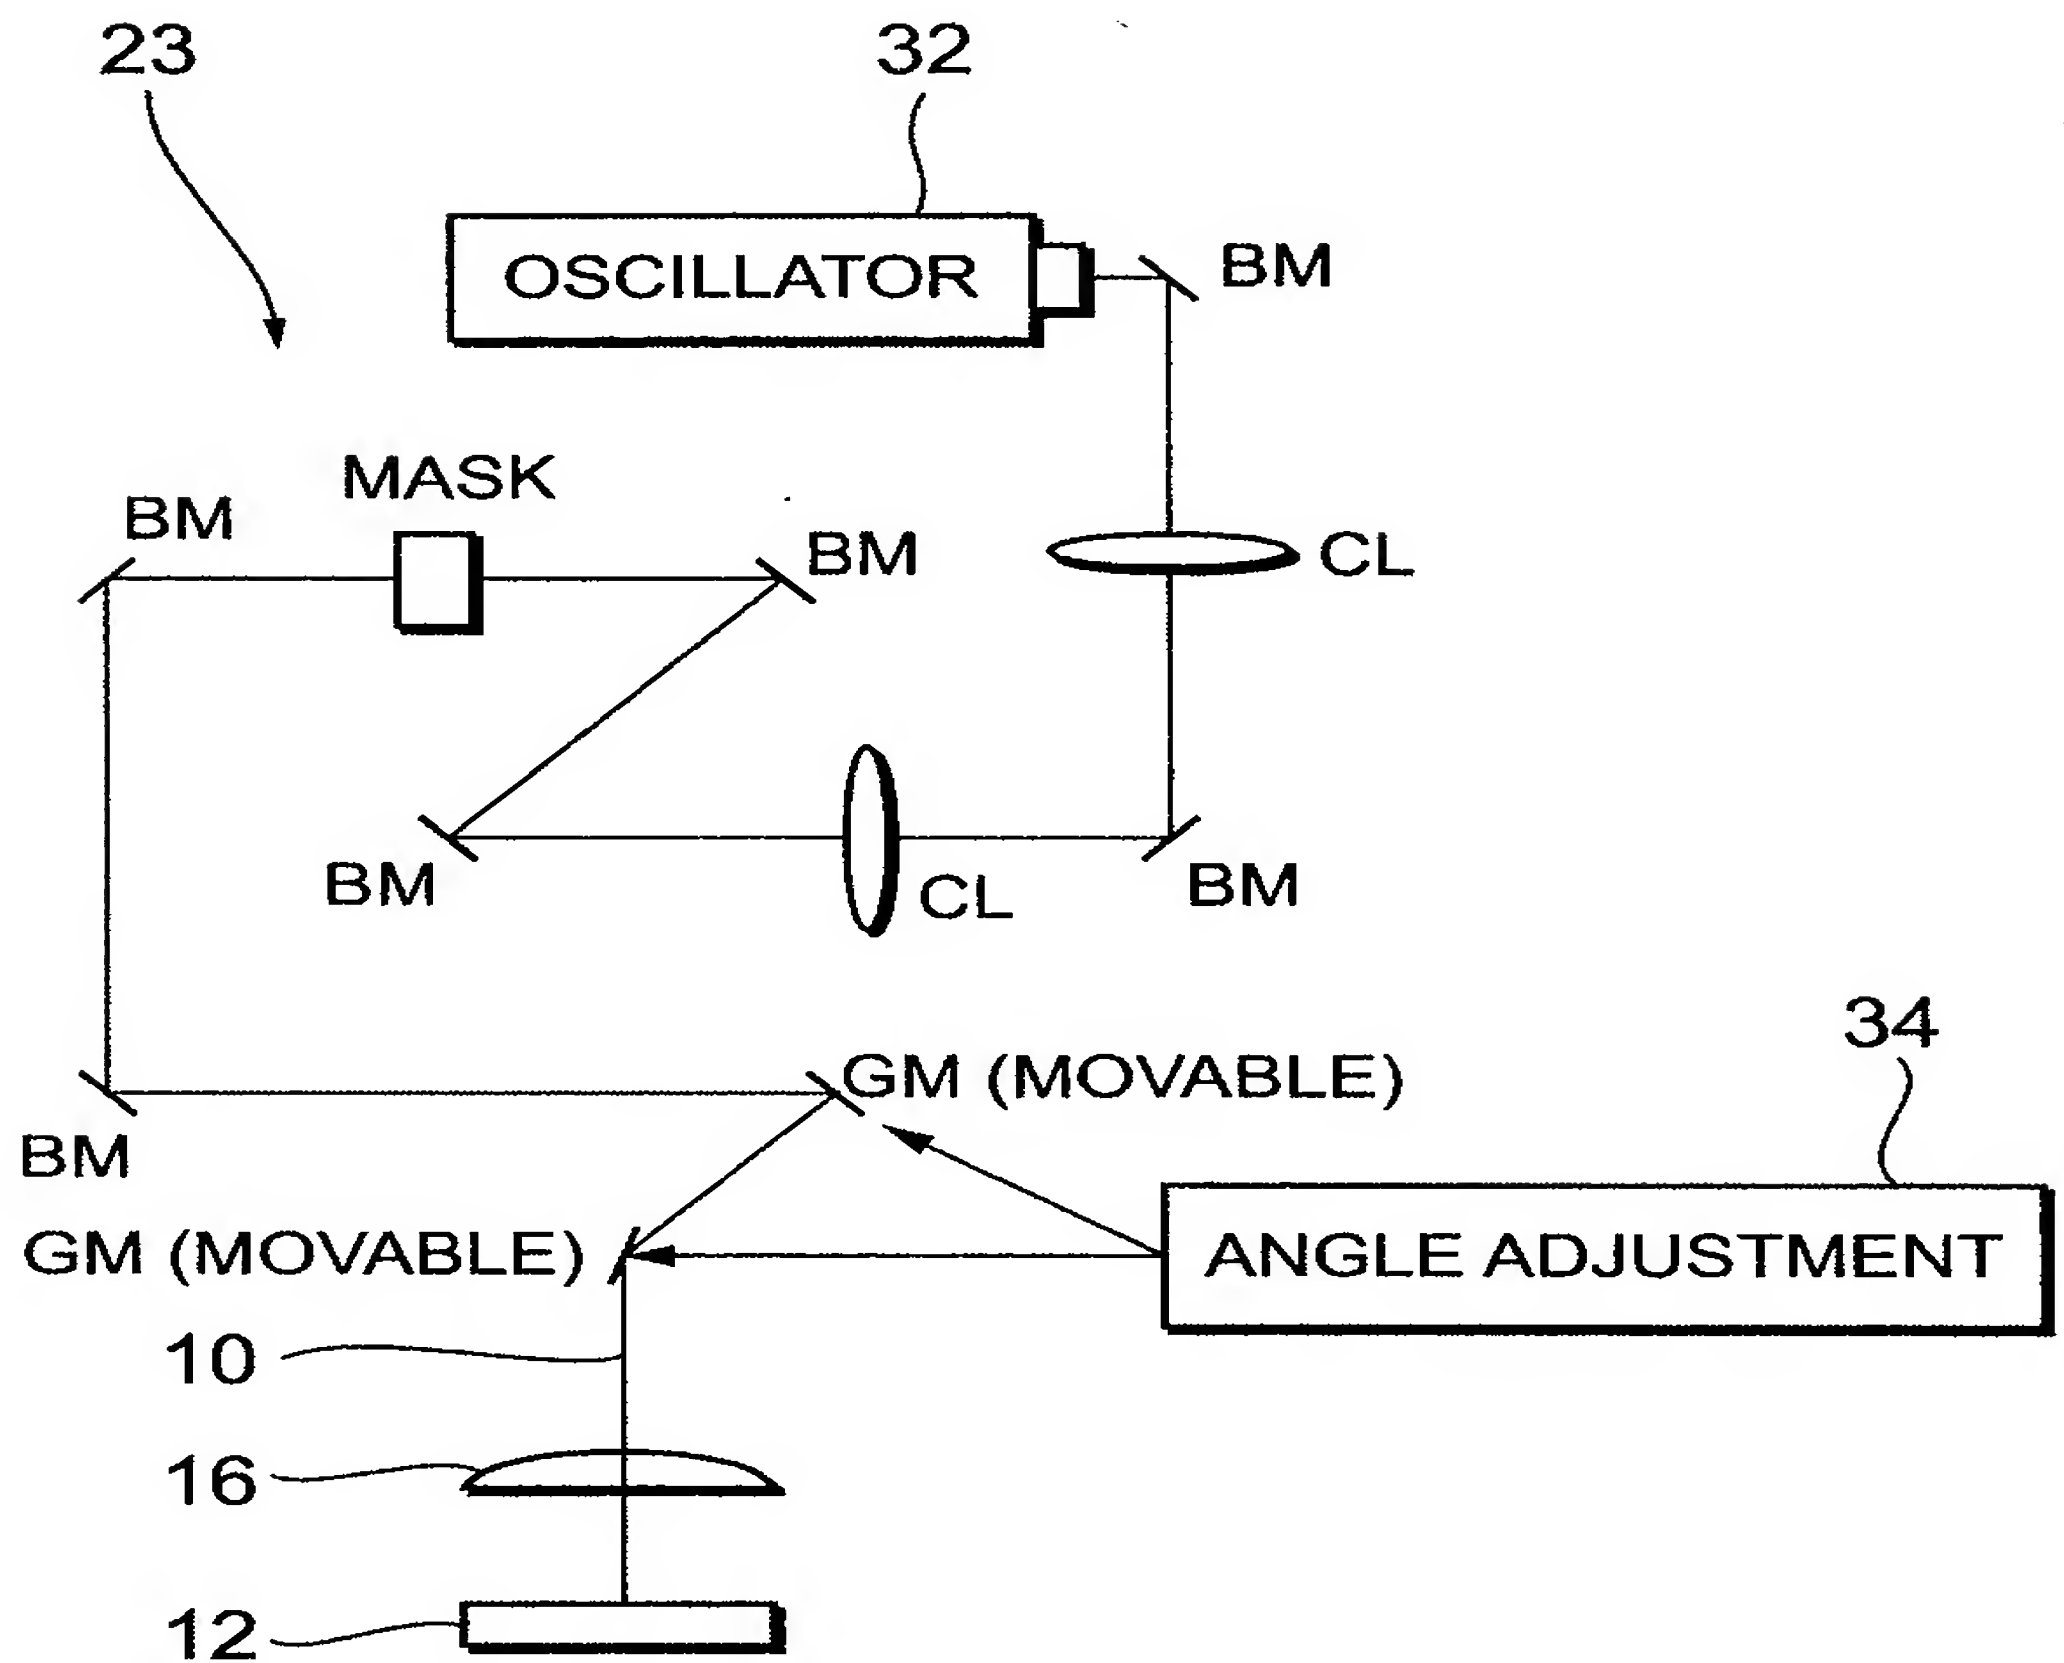 23
32
OSCILLATOR
BM
MASK
BM
BM
CL
BM
CL
BM
34
GM (MOVABLE)
BM
GM (MOVABLE)
ANGLE ADJUSTMENT
10
16
12